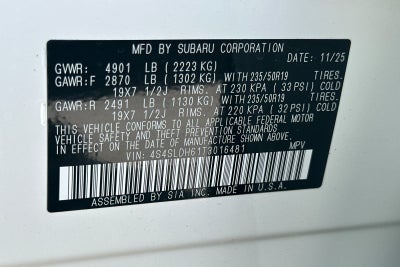 MFD BY SUBARU CORPORATION DATE: 11/25
GVWR: 4901 LB (2223 KG)
GAWR:F 2870 LB (1302 KG) WITH 235/50R19 TIRES.
19X7 1/2J RIMS. AT 230 KPA (33 PSI) COLD
GAWR:R 2491 LB (1130 KG) WITH 235/50R19 TIRES.
19X7 1/2J RIMS. AT 220 KPA (32 PSI) COLD
THIS VEHICLE CONFORMS TO ALL APPLICABLE FEDERAL MOTOR
VEHICLE SAFETY AND THEFT PREVENTION STANDARDS
IN EFFECT ON THE DATE OF MANUFACTURE SHOWN ABOVE.
VIN: 4S4SLDH61T3016481 MPV
ASSEMBLED BY SIA INC. MADE IN U.S.A.